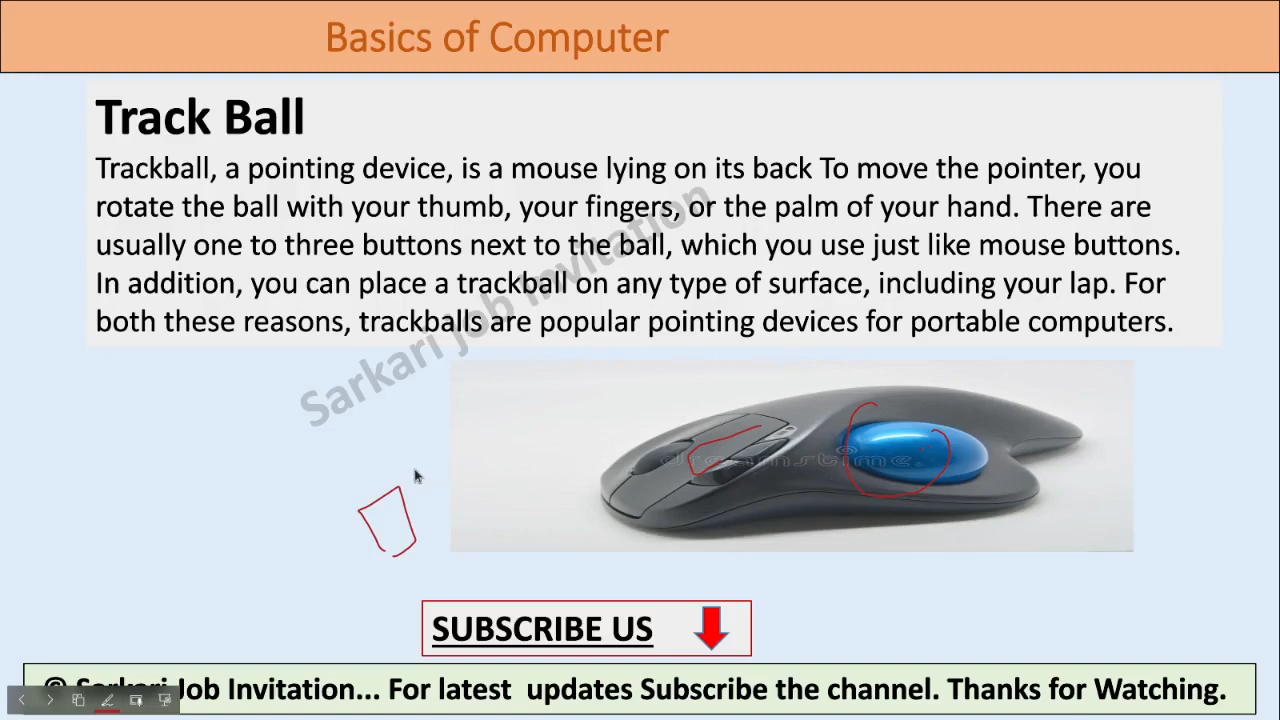 Basics of Computer
Track Ball
Trackball, a pointing device, is a mouse lying on its back To move the pointer, you
rotate the ball with your thumb, your fingers, or the palm of your hand. There are
usually one to three buttons next to the ball, which you use just like mouse buttons.
In addition, you can place a trackball on any type of surface, including your lap. For
both these reasons, trackballs are popular pointing devices for portable computers.
Sarkari Job Invitation
dreamstime.
SUBSCRIBE US
@ Sarkari Job Invitation... For latest  updates Subscribe the channel. Thanks for Watching.